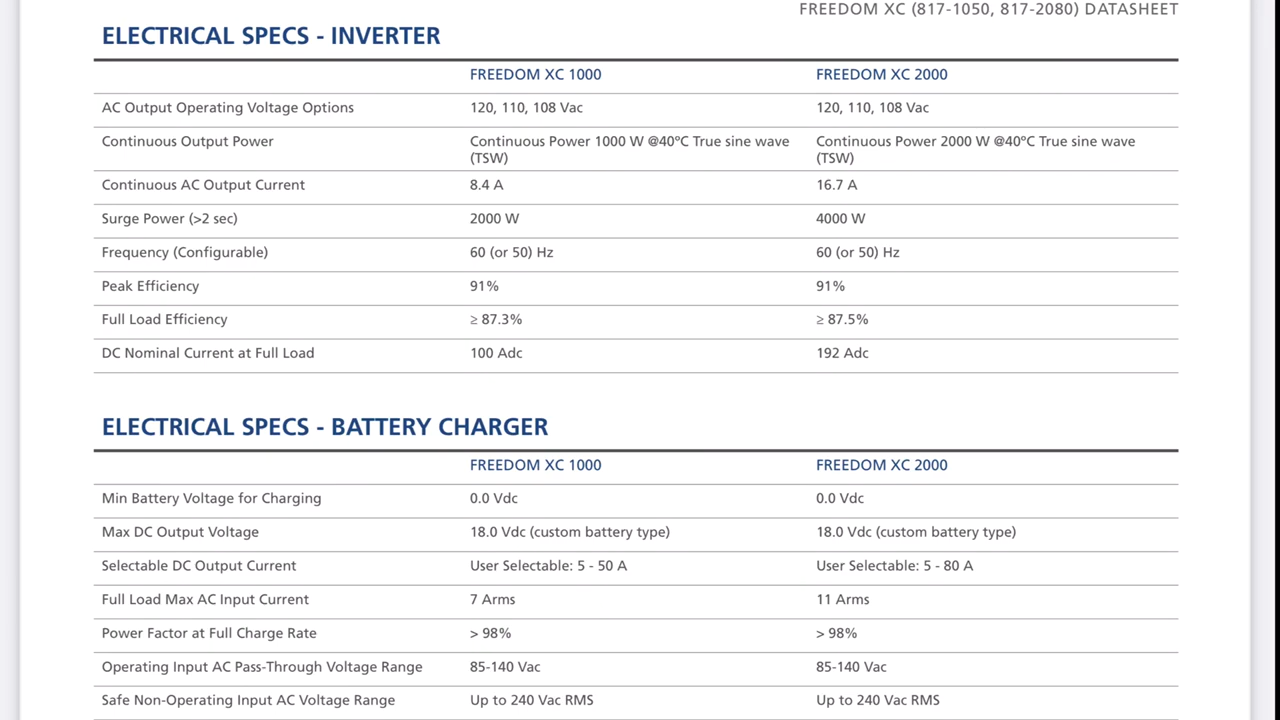 FREEDOM XC (817-1050, 817-2080) DATASHEET
ELECTRICAL SPECS - INVERTER
FREEDOM XC 1000 FREEDOM XC 2000
AC Output Operating Voltage Options 120, 110, 108 Vac 120, 110, 108 Vac
Continuous Output Power Continuous Power 1000 W @40ºC True sine wave (TSW) Continuous Power 2000 W @40ºC True sine wave (TSW)
Continuous AC Output Current 8.4 A 16.7 A
Surge Power (>2 sec) 2000 W 4000 W
Frequency (Configurable) 60 (or 50) Hz 60 (or 50) Hz
Peak Efficiency 91% 91%
Full Load Efficiency ≥ 87.3% ≥ 87.5%
DC Nominal Current at Full Load 100 Adc 192 Adc
ELECTRICAL SPECS - BATTERY CHARGER
FREEDOM XC 1000 FREEDOM XC 2000
Min Battery Voltage for Charging 0.0 Vdc 0.0 Vdc
Max DC Output Voltage 18.0 Vdc (custom battery type) 18.0 Vdc (custom battery type)
Selectable DC Output Current User Selectable: 5 - 50 A User Selectable: 5 - 80 A
Full Load Max AC Input Current 7 Arms 11 Arms
Power Factor at Full Charge Rate > 98% > 98%
Operating Input AC Pass-Through Voltage Range 85-140 Vac 85-140 Vac
Safe Non-Operating Input AC Voltage Range Up to 240 Vac RMS Up to 240 Vac RMS